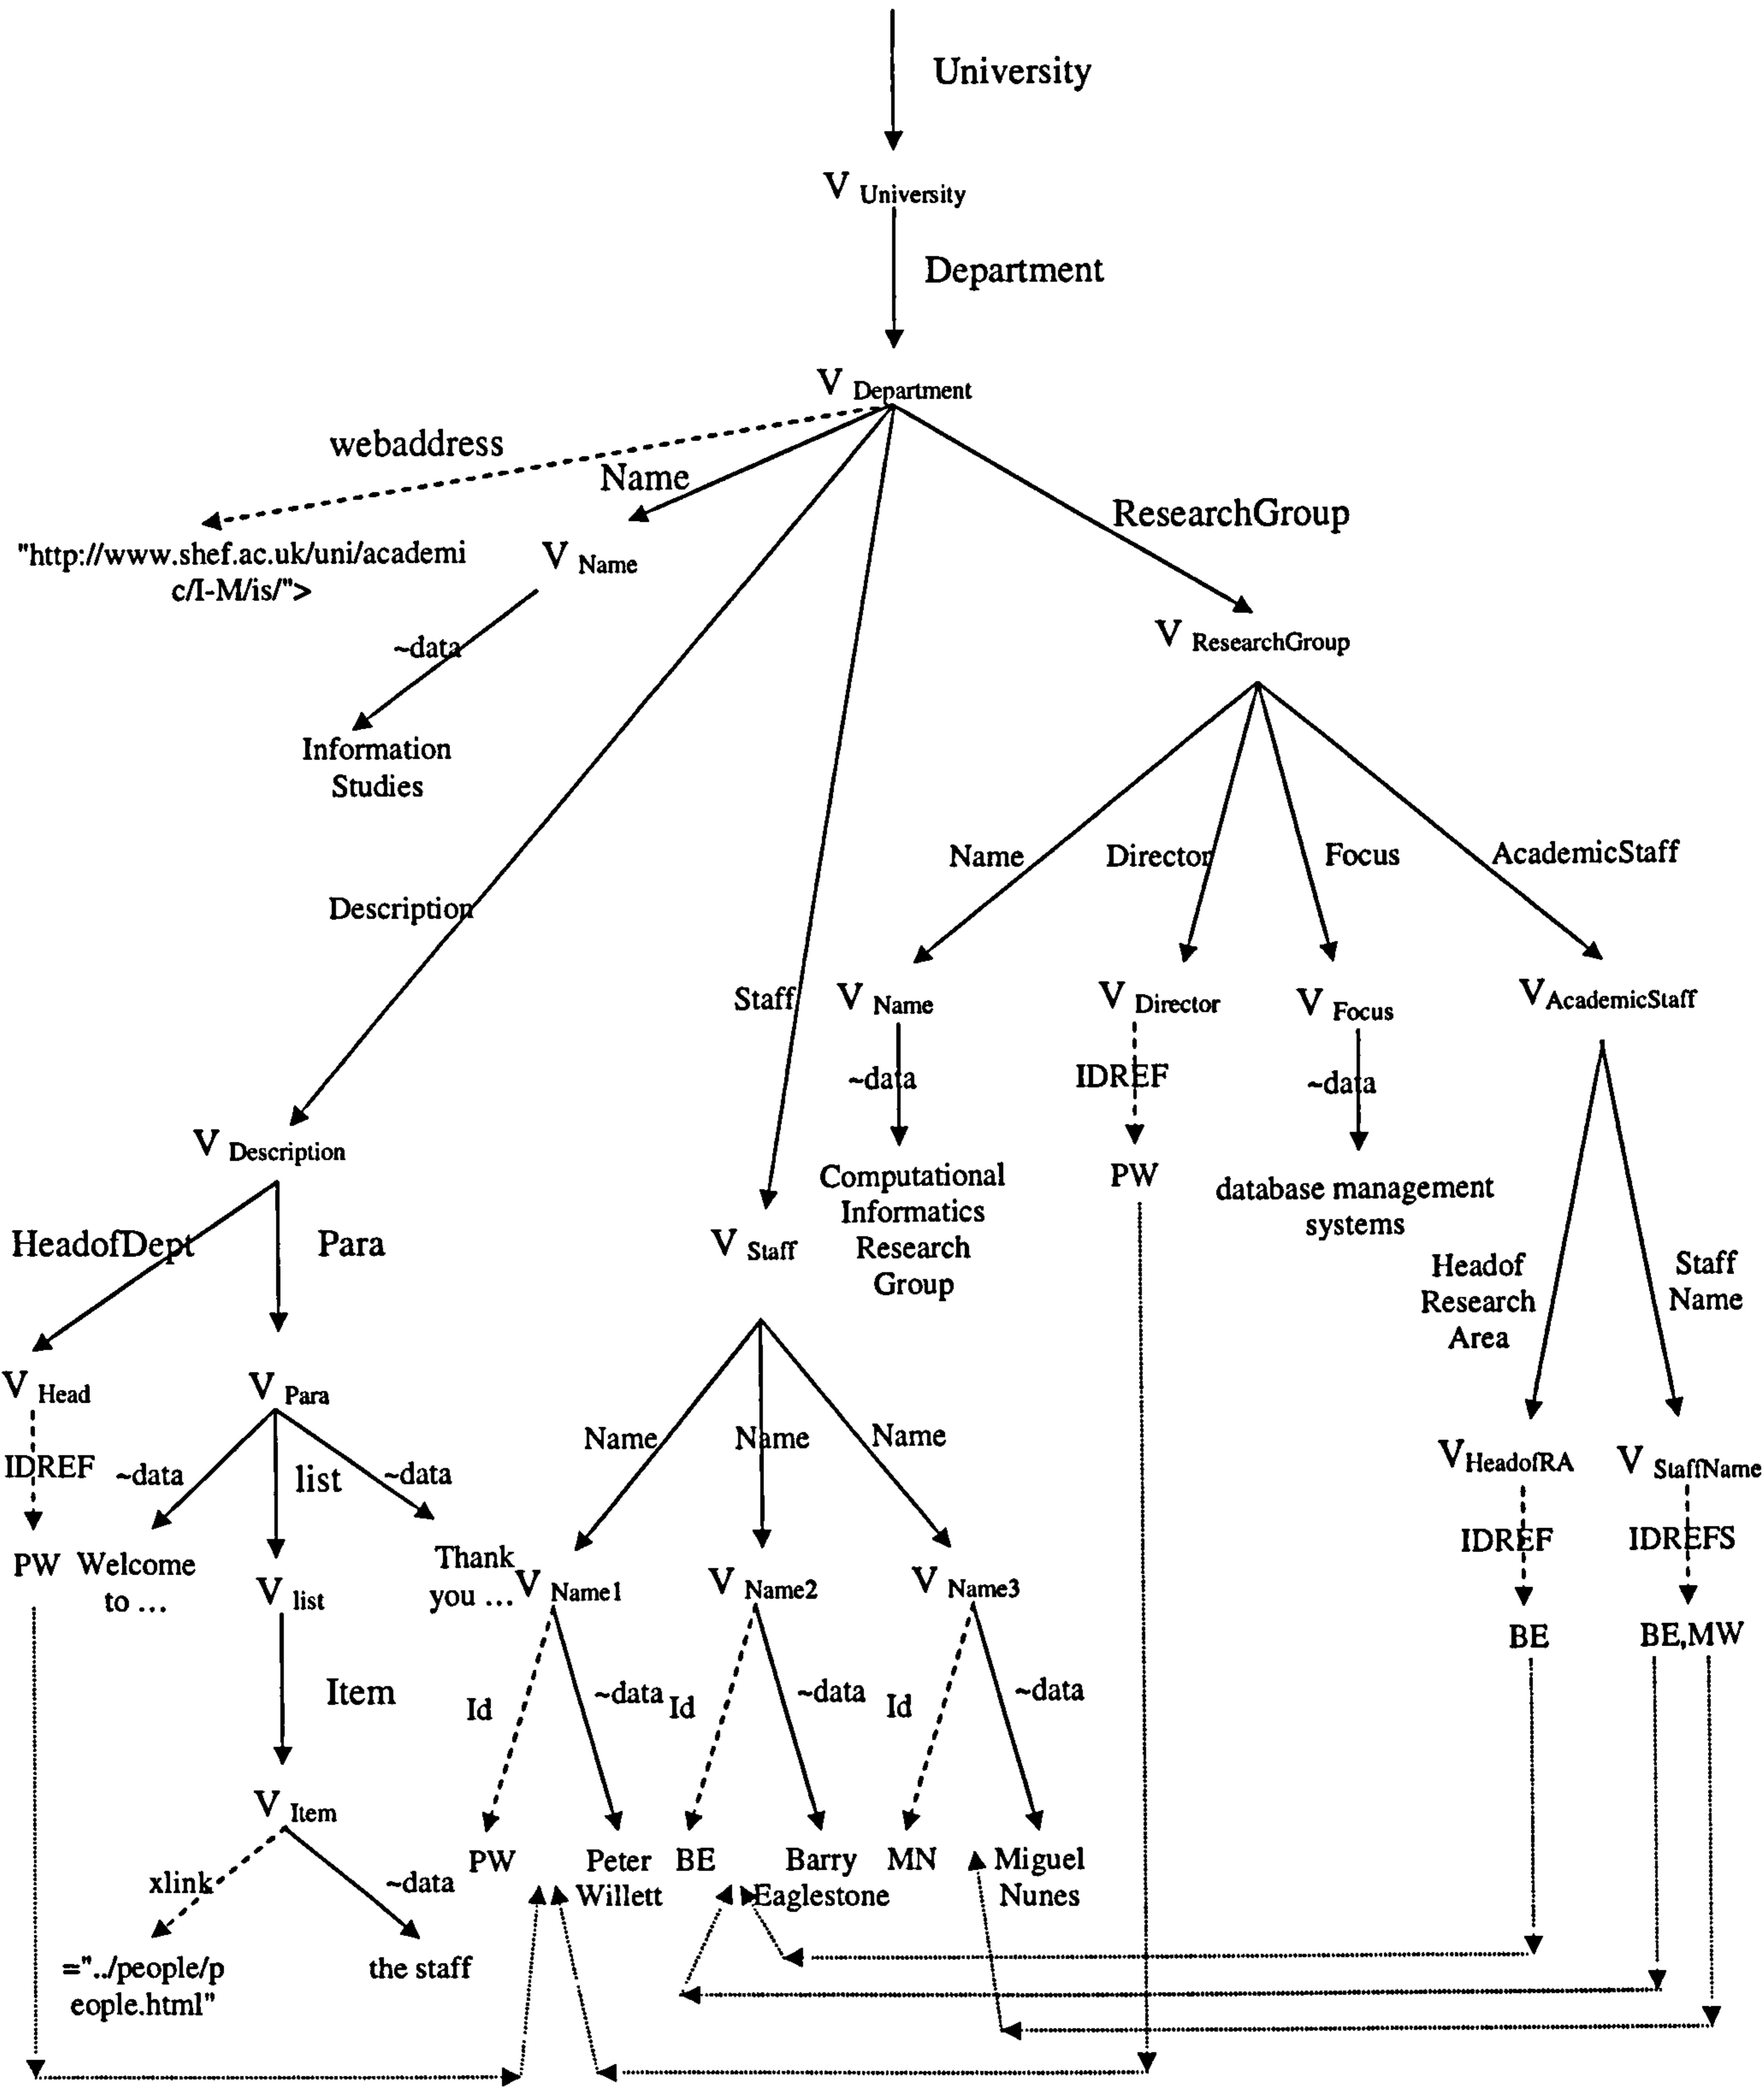 University
V University
Department
V Department
webaddress
Name
ResearchGroup
"http://www.shef.ac.uk/uni/academi
c/I-M/is/">
V Name
~data
Information
Studies
V ResearchGroup
Name
Director
Focus
AcademicStaff
Description
Staff
V Name
V Director
V Focus
V AcademicStaff
~data
IDREF
~data
Computational
Informatics
Research
Group
PW
database management
systems
V Description
HeadofDept
Para
V Staff
Headof
Research
Area
Staff
Name
V Head
V Para
Name
Name
Name
V HeadofRA
V StaffName
IDREF
~data
list
~data
IDREF
IDREFS
PW
Welcome
to ...
V list
Thank
you ...
V Name1
V Name2
V Name3
BE
BE,MW
Item
Id
~data
Id
~data
Id
~data
V Item
xlink
~data
PW
Peter
Willett
BE
Barry
Eaglestone
MN
Miguel
Nunes
="../people/p
eople.html"
the staff